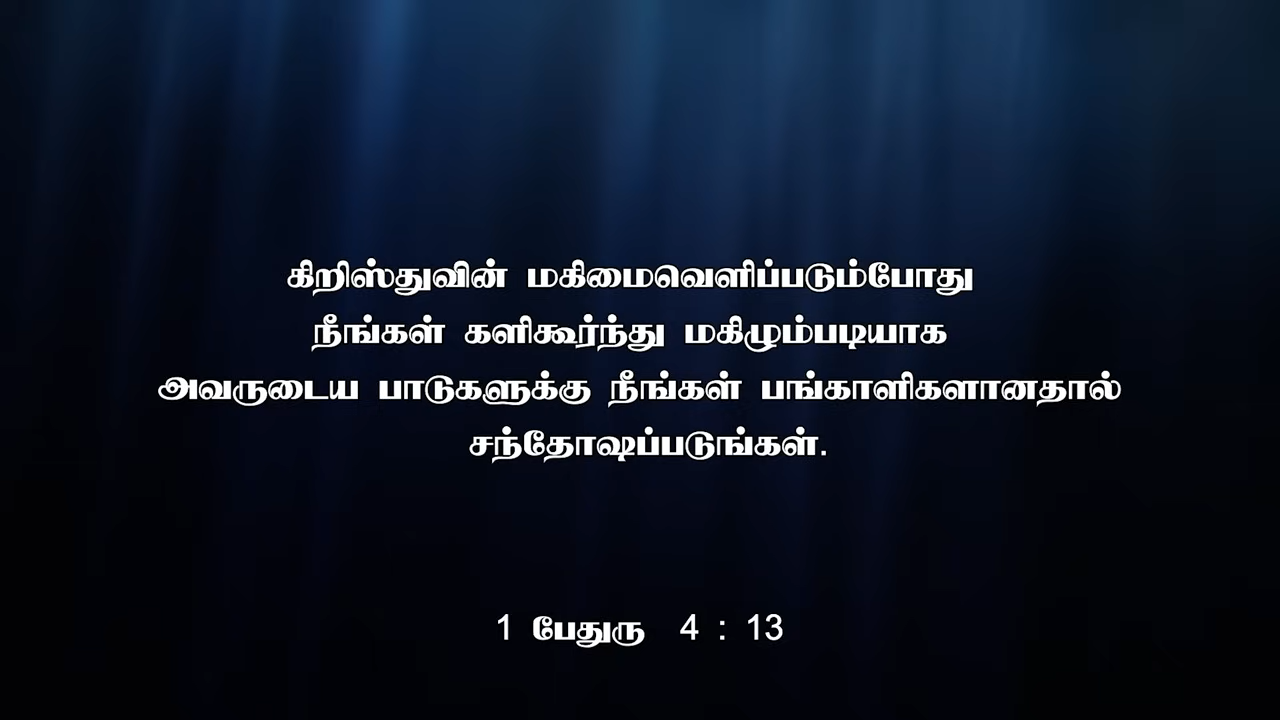 கிறிஸ்துவின் மகிமைவெளிப்படும்போது
நீங்கள் களிகூர்ந்து மகிழும்படியாக
அவருடைய பாடுகளுக்கு நீங்கள் பங்காளிகளானதால்
சந்தோஷப்படுங்கள்.
1 பேதுரு 4 : 13